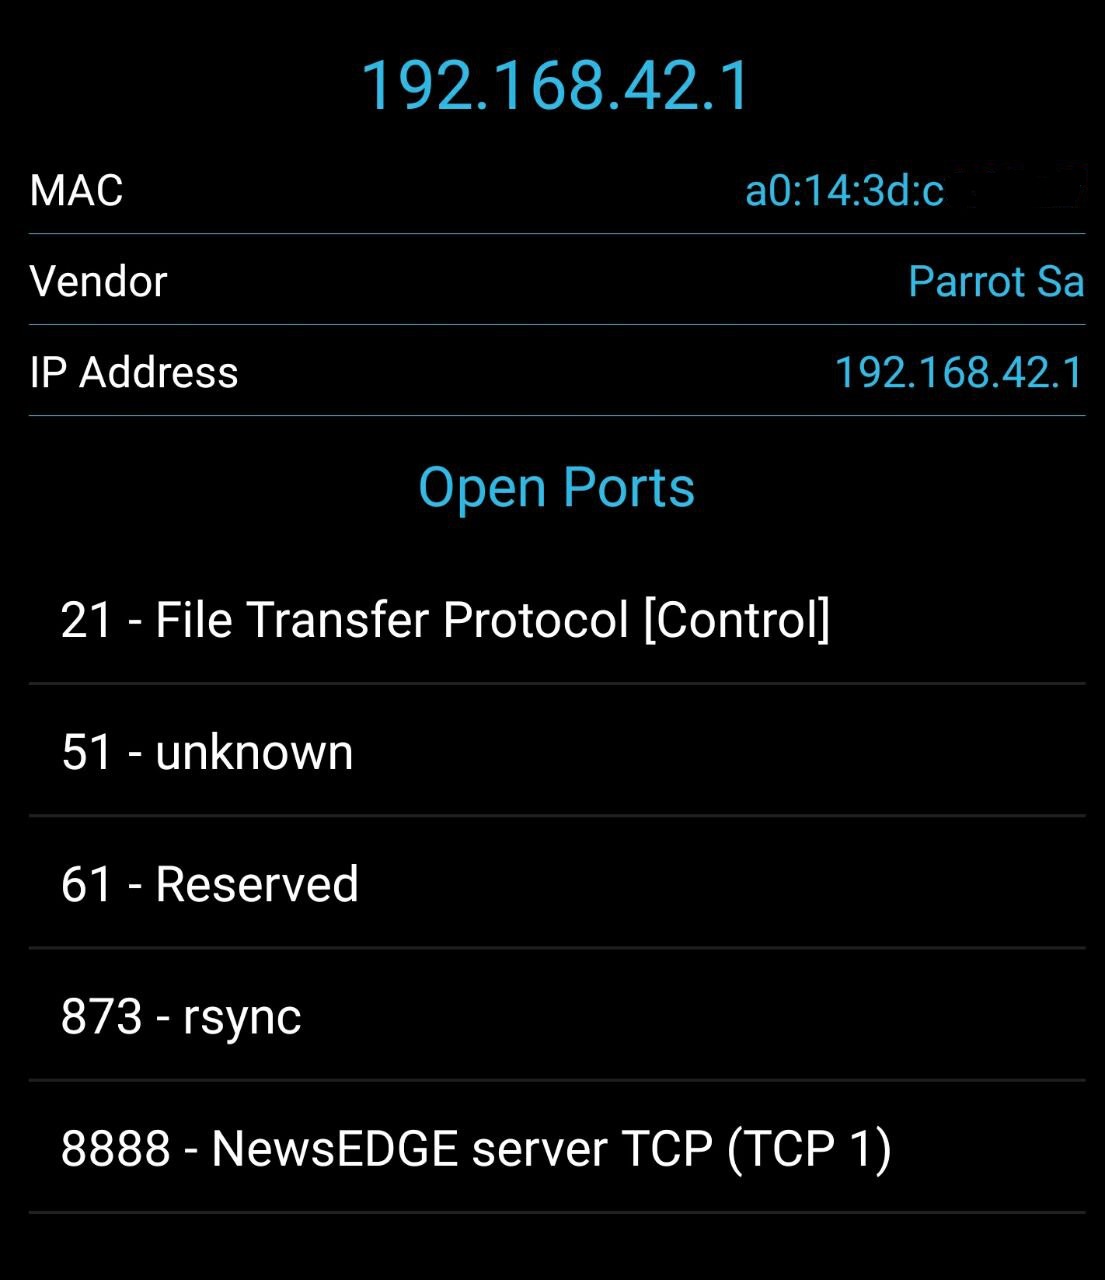 192.168.42.1
MAC a0:14:3d:c
Vendor Parrot Sa
IP Address 192.168.42.1
Open Ports
21 - File Transfer Protocol [Control]
51 - unknown
61 - Reserved
873 - rsync
8888 - NewsEDGE server TCP (TCP 1)